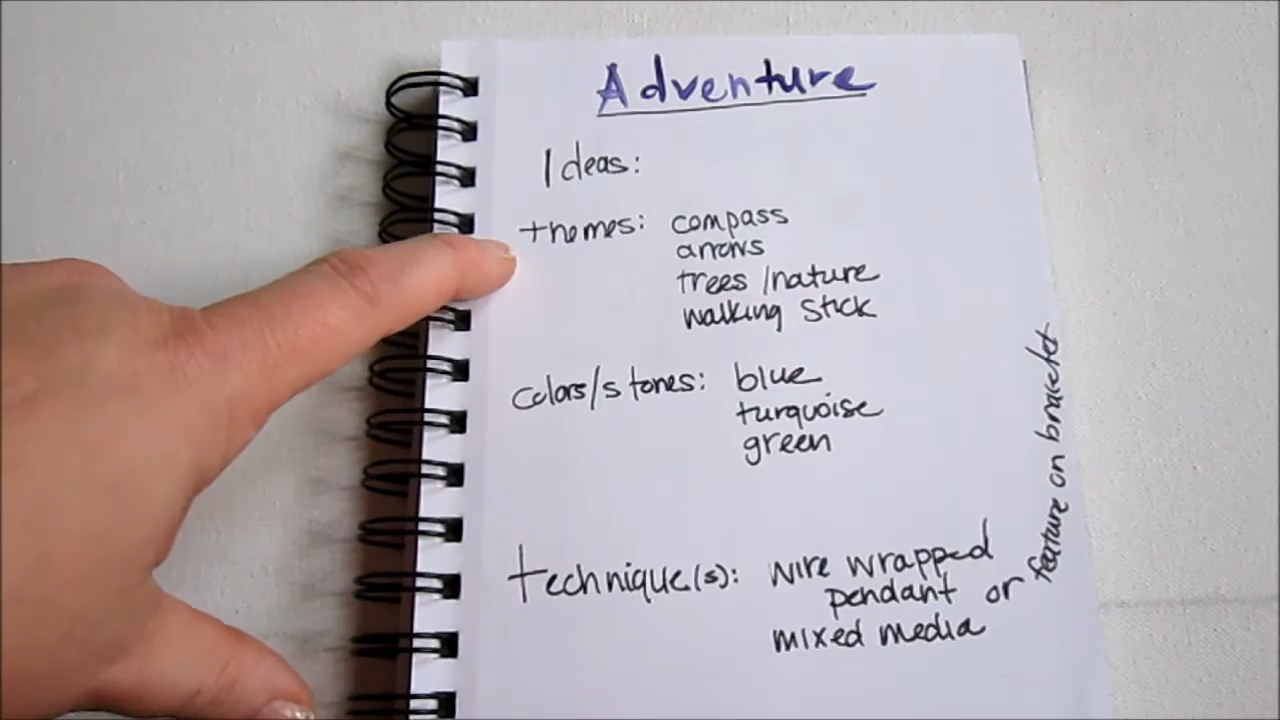 Adventure
Ideas:
themes: compass
arrows
trees/nature
walking stick
colors/stones: blue
turquoise
green
technique(s): wire wrapped
pendant or
mixed media
feature on bracelet